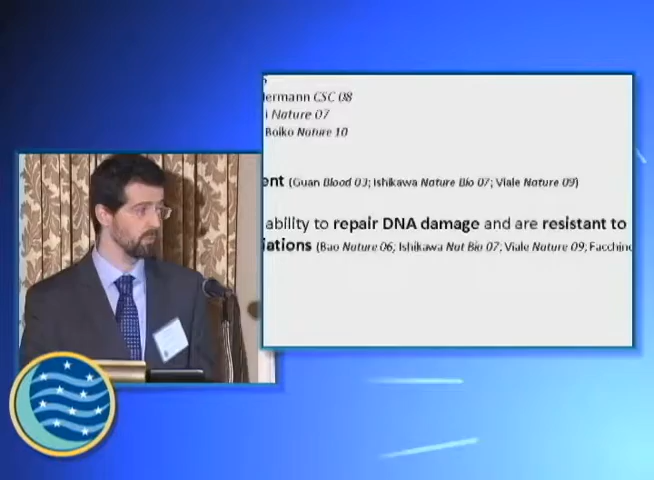 ermann CSC 08
i Nature 07
Boiko Nature 10
ent (Guan Blood 03; Ishikawa Nature Bio 07; Viale Nature 09)
ability to repair DNA damage and are resistant to
iations (Bao Nature 06; Ishikawa Nat Bio 07; Viale Nature 09; Facchino